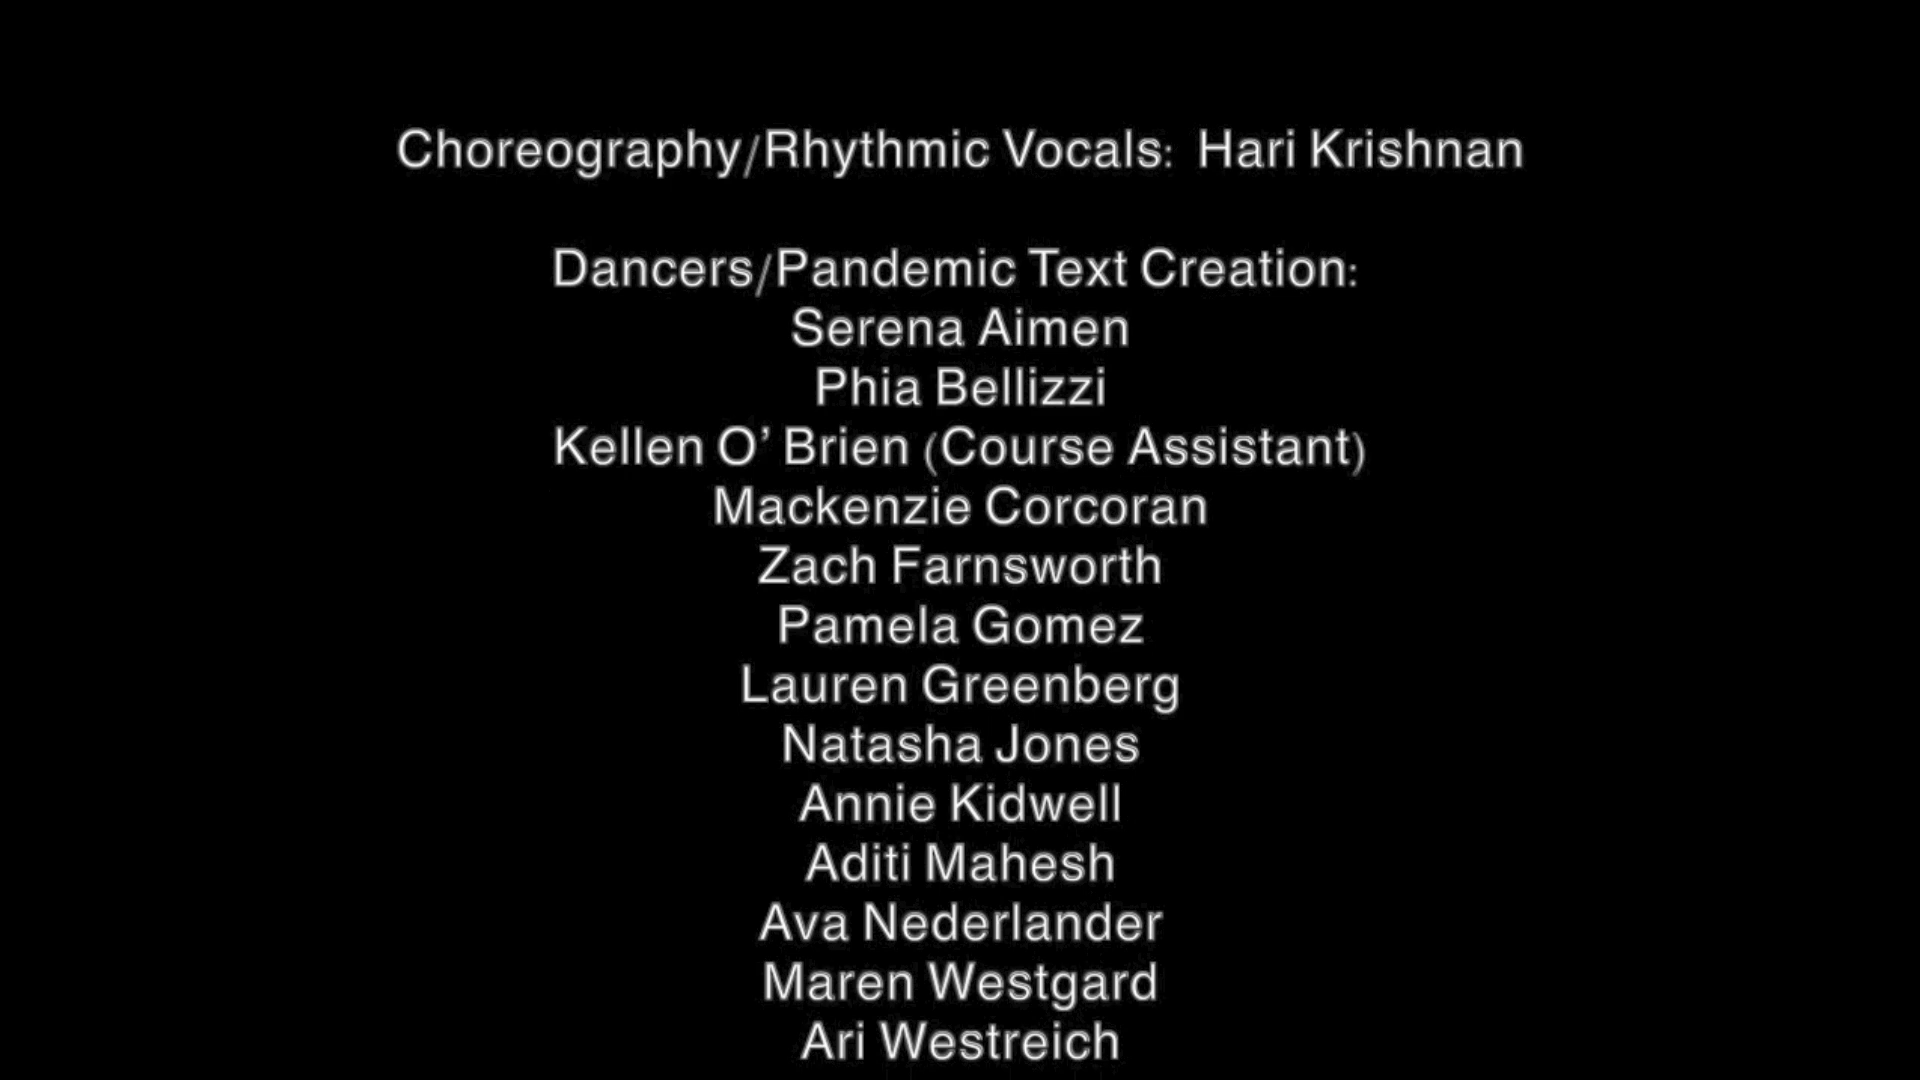 Choreography/Rhythmic Vocals: Hari Krishnan
Dancers/Pandemic Text Creation:
Serena Aimen
Phia Bellizzi
Kellen O’ Brien (Course Assistant)
Mackenzie Corcoran
Zach Farnsworth
Pamela Gomez
Lauren Greenberg
Natasha Jones
Annie Kidwell
Aditi Mahesh
Ava Nederlander
Maren Westgard
Ari Westreich